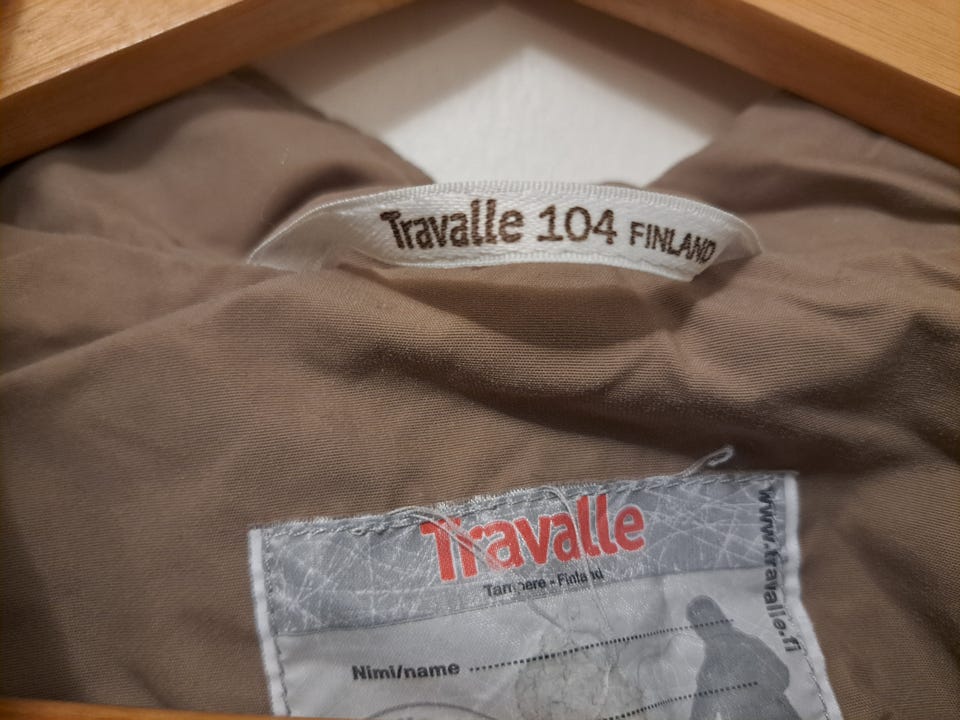 Travalle 104 FINLAND
Travalle
Tampere - Finland
www.travalle.fi
Nimi/name